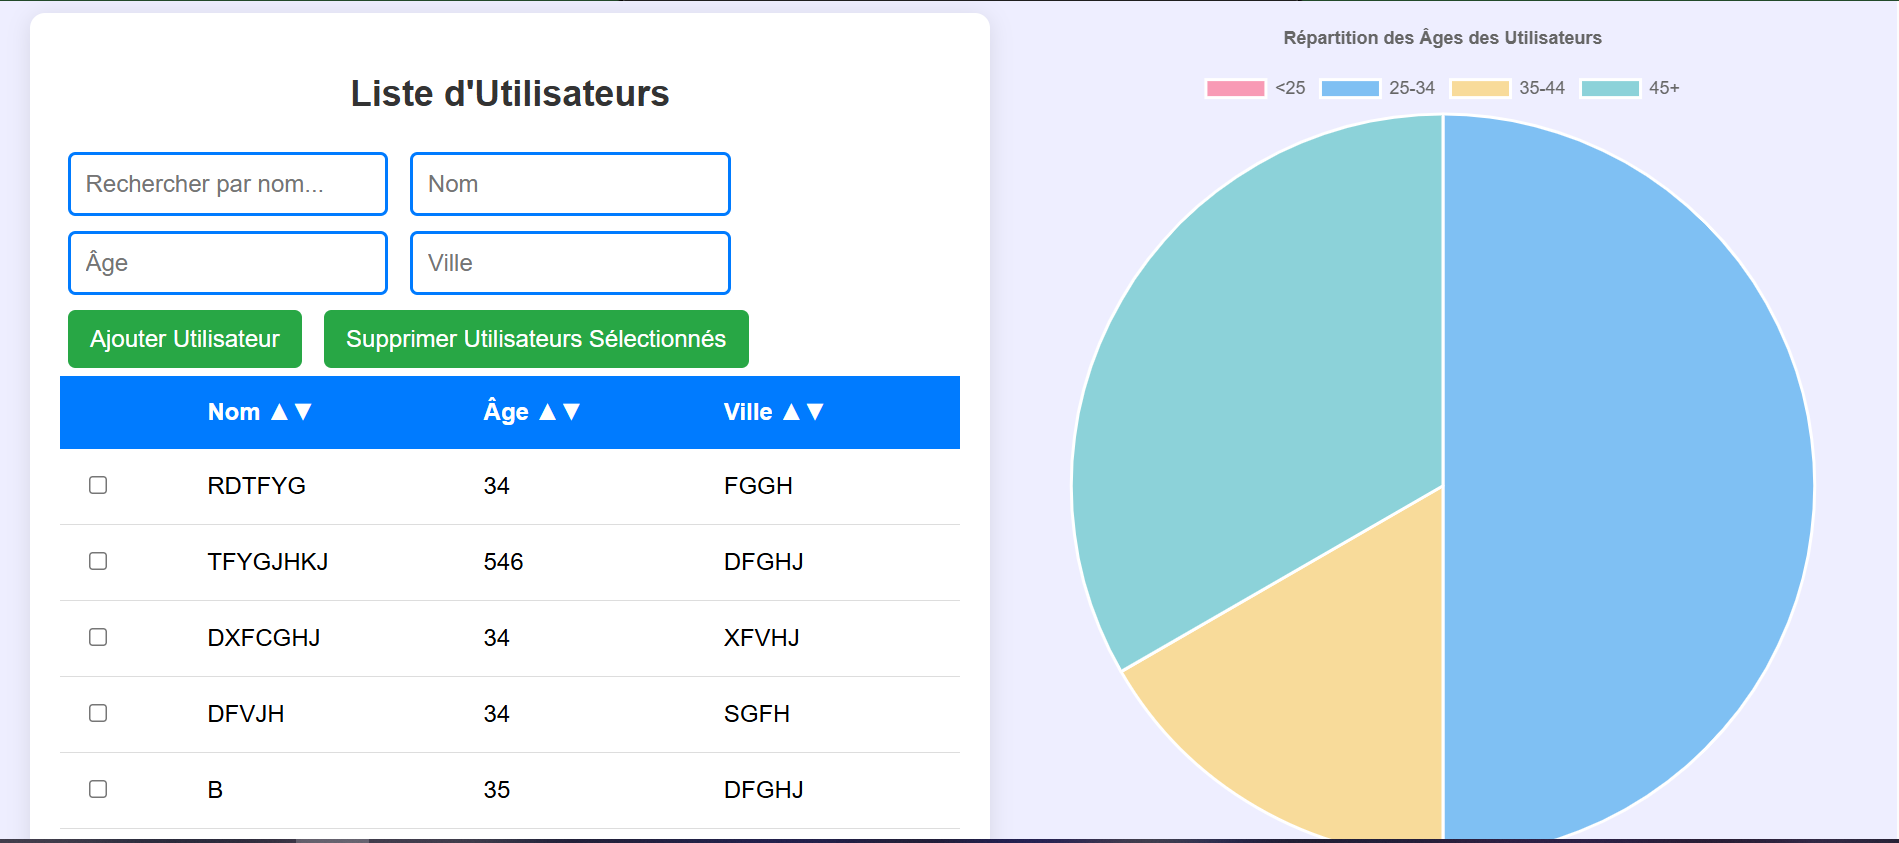 Liste d'Utilisateurs
Rechercher par nom...
Nom
Âge
Ville
Ajouter Utilisateur
Supprimer Utilisateurs Sélectionnés
Nom ▲▼ Âge ▲▼ Ville ▲▼
RDTFYG 34 FGGH
TFYGJHKJ 546 DFGHJ
DXFCGHJ 34 XFVHJ
DFVJH 34 SGFH
B 35 DFGHJ
Répartition des Âges des Utilisateurs
<25 25-34 35-44 45+